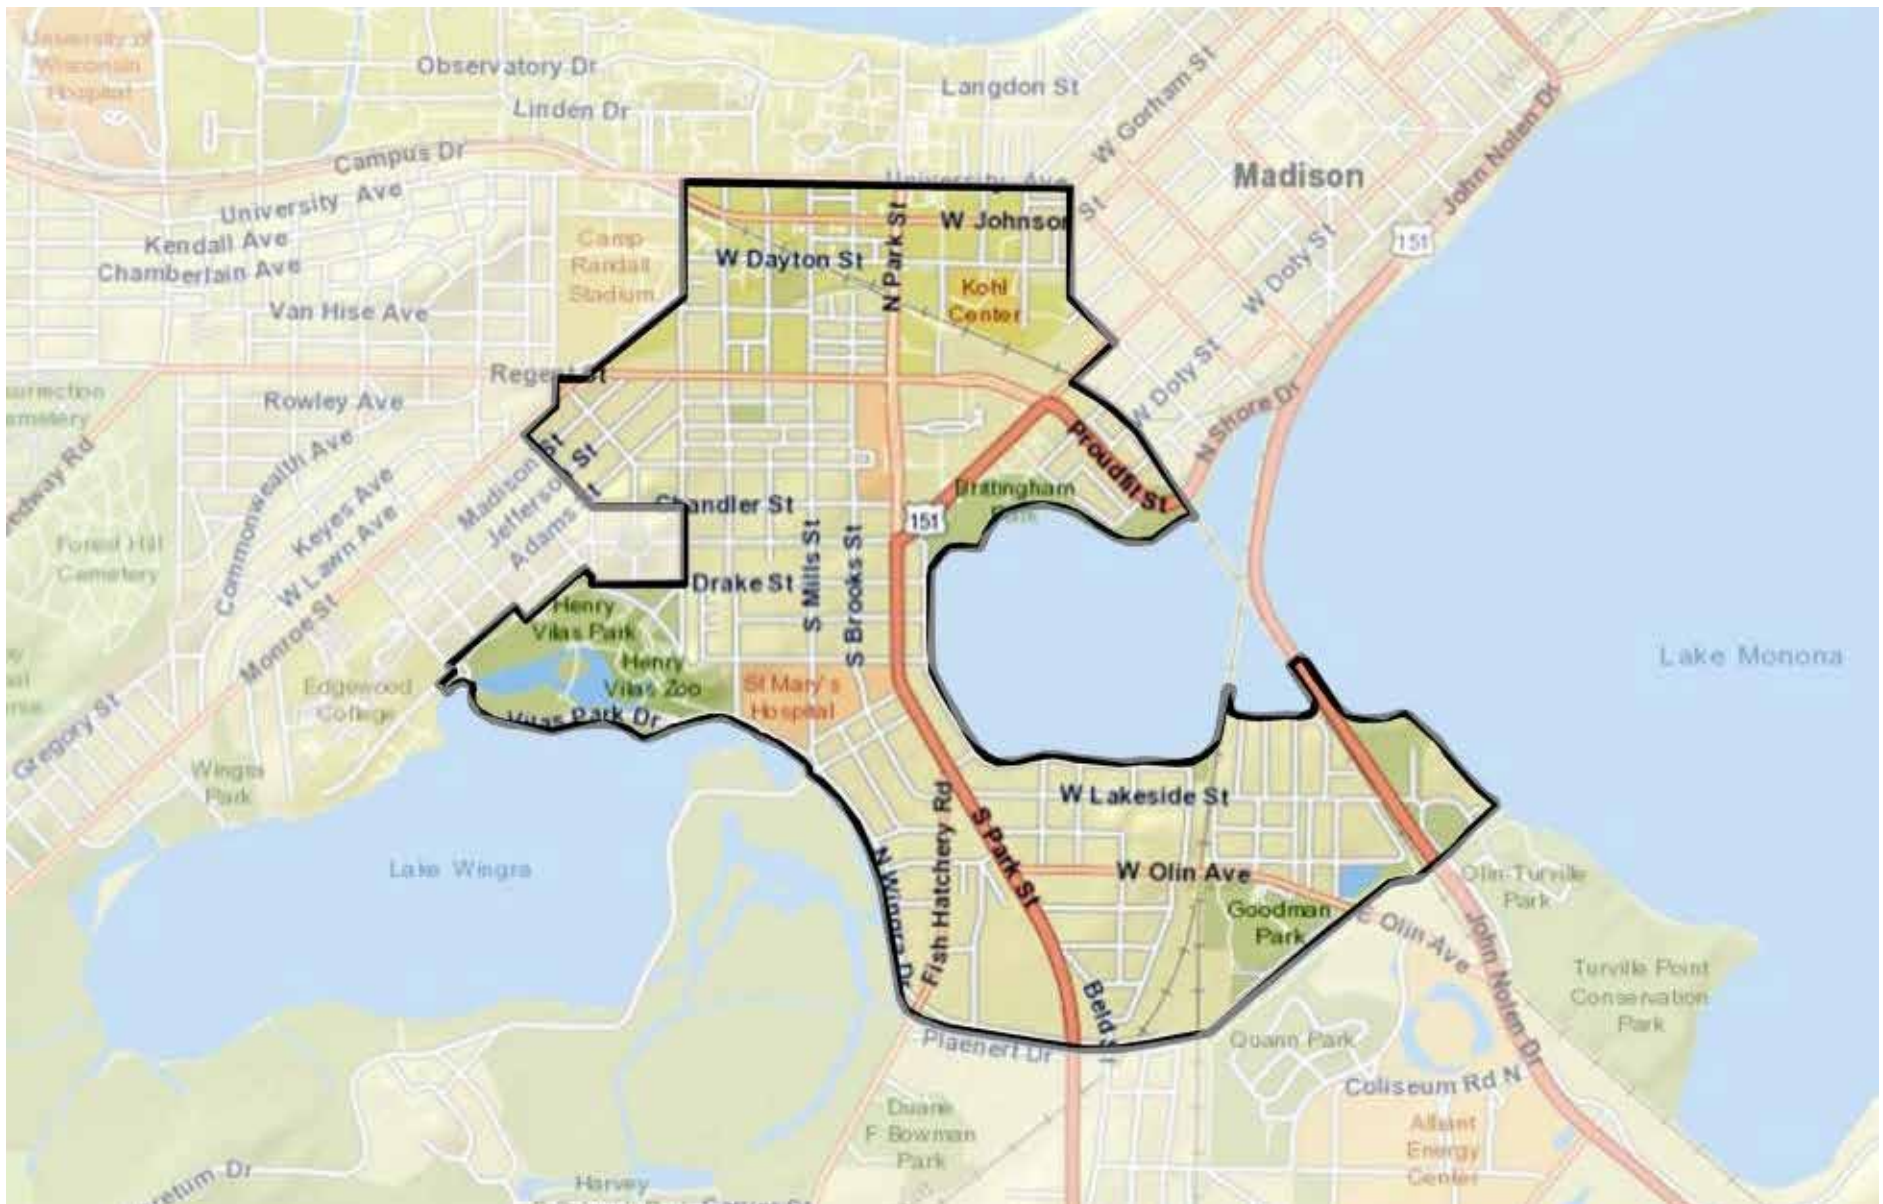 University of
Wisconsin
Hospital
Observatory Dr
Linden Dr
Langdon St
W Gorham St
Campus Dr
University Ave
University Ave
Madison
John Nolen Dr
151
Kendall Ave
Chamberlain Ave
Van Hise Ave
Camp
Randall
Stadium
W Johnson
St
W Dayton St
N Park St
Kohl
Center
W Doty St
W Doty St
N Shore Dr
Regent St
Rowley Ave
Commonwealth Ave
Keyes Ave
W Lawn Ave
Forest Hill
Cemetery
Madison St
Jefferson St
Adams
Chandler St
Proudfit St
Brittingham
Park
151
S Mills St
S Brooks St
Drake St
Henry
Vilas Park
Henry
Vilas Zoo
Vilas Park Dr
St Mary's
Hospital
Monroe St
Edgewood
College
Gregory St
Wingra
Park
Lake Monona
Lake Wingra
W Lakeside St
Fish Hatchery Rd
S Park St
N Wingra Dr
W Olin Ave
Goodman
Park
E Olin Ave
Olin-Turville
Park
John Nolen Dr
Turville Point
Conservation
Park
Beld St
Plaenert Dr
Quann Park
Coliseum Rd N
Alliant
Energy
Center
Duane
F Bowman
Park
Harvey